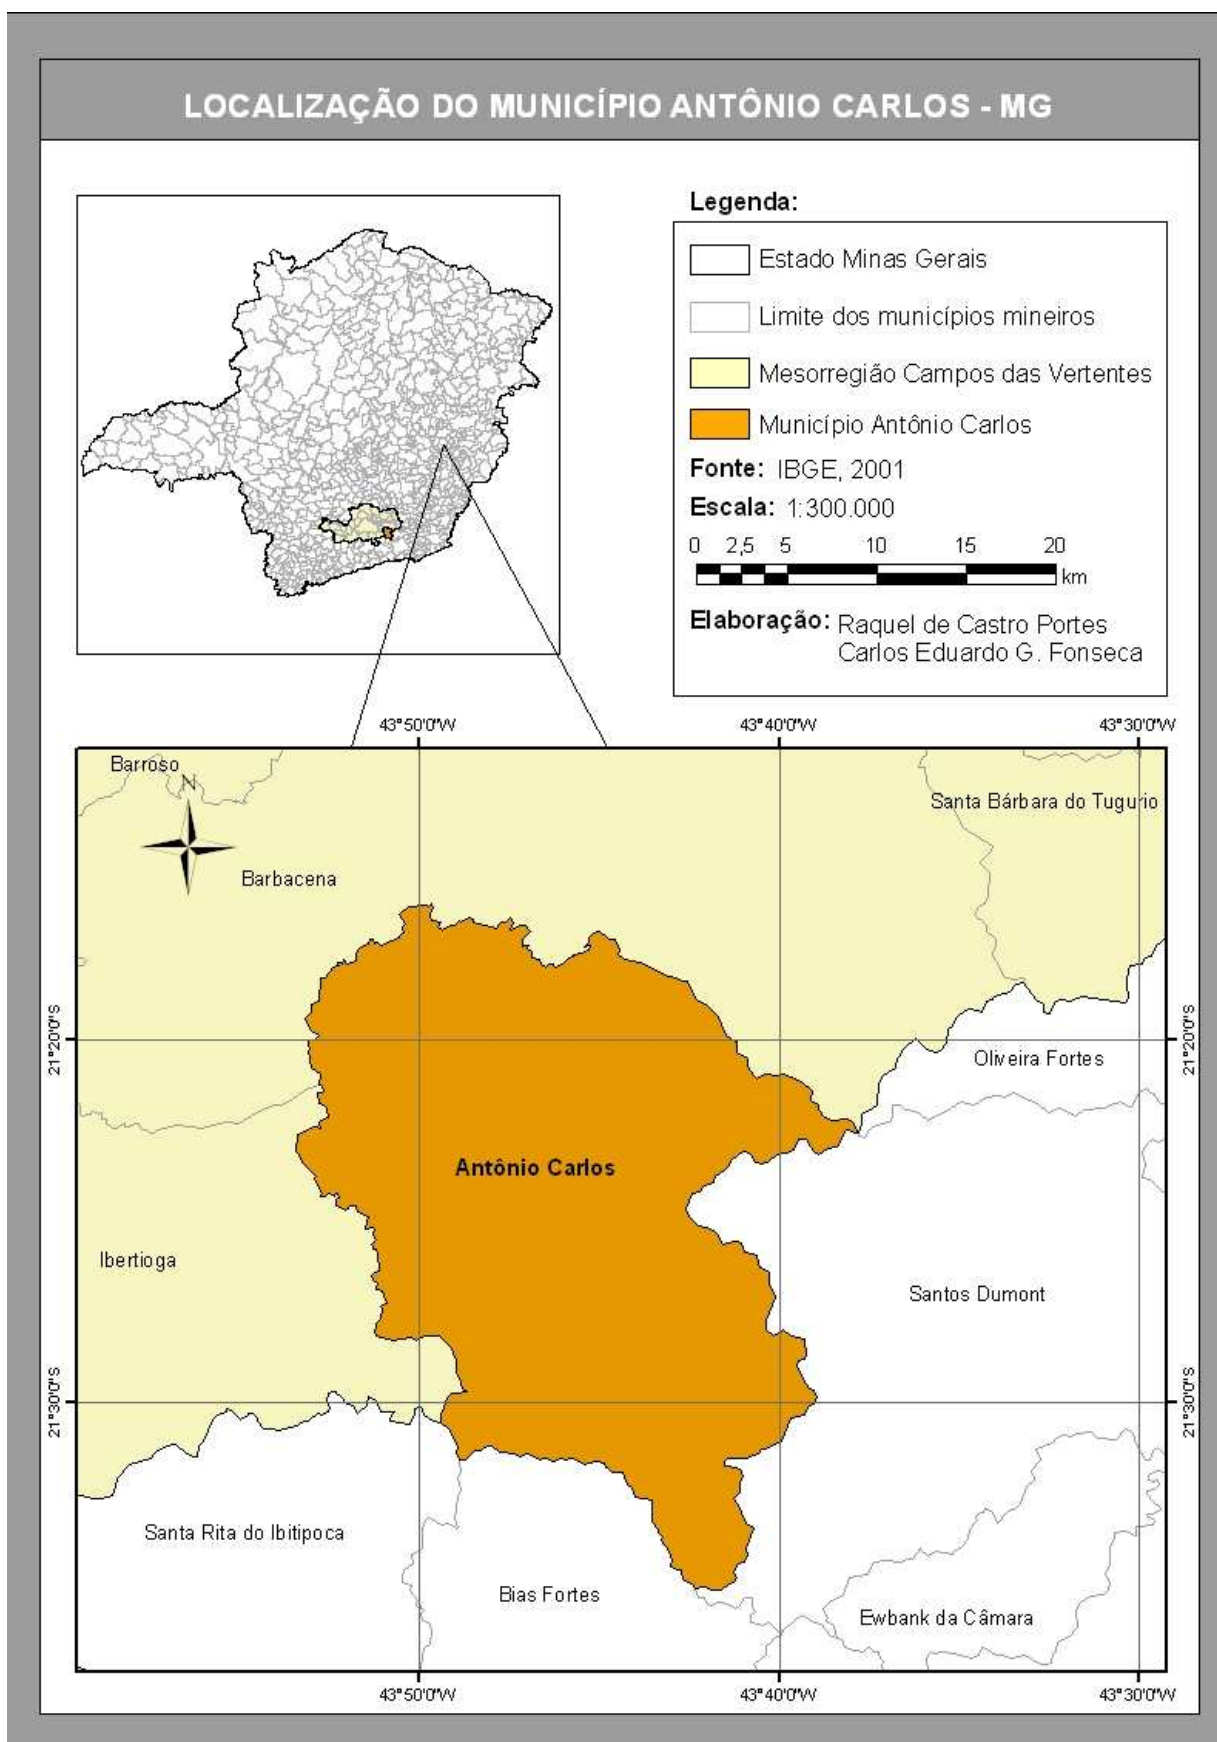 LOCALIZAÇÃO DO MUNICÍPIO ANTÔNIO CARLOS - MG
Legenda:
Estado Minas Gerais
Limite dos municípios mineiros
Mesorregião Campos das Vertentes
Município Antônio Carlos
Fonte: IBGE, 2001
Escala: 1:300.000
0 2,5 5 10 15 20
km
Elaboração: Raquel de Castro Portes
Carlos Eduardo G. Fonseca
43°50'0"W 43°40'0"W 43°30'0"W
Barroso
N
Santa Bárbara do Tugurio
Barbacena
21°20'0"S 21°20'0"S
Oliveira Fortes
Antônio Carlos
Ibertioga
Santos Dumont
21°30'0"S 21°30'0"S
Santa Rita do Ibitipoca
Bias Fortes
Ewbank da Câmara
43°50'0"W 43°40'0"W 43°30'0"W